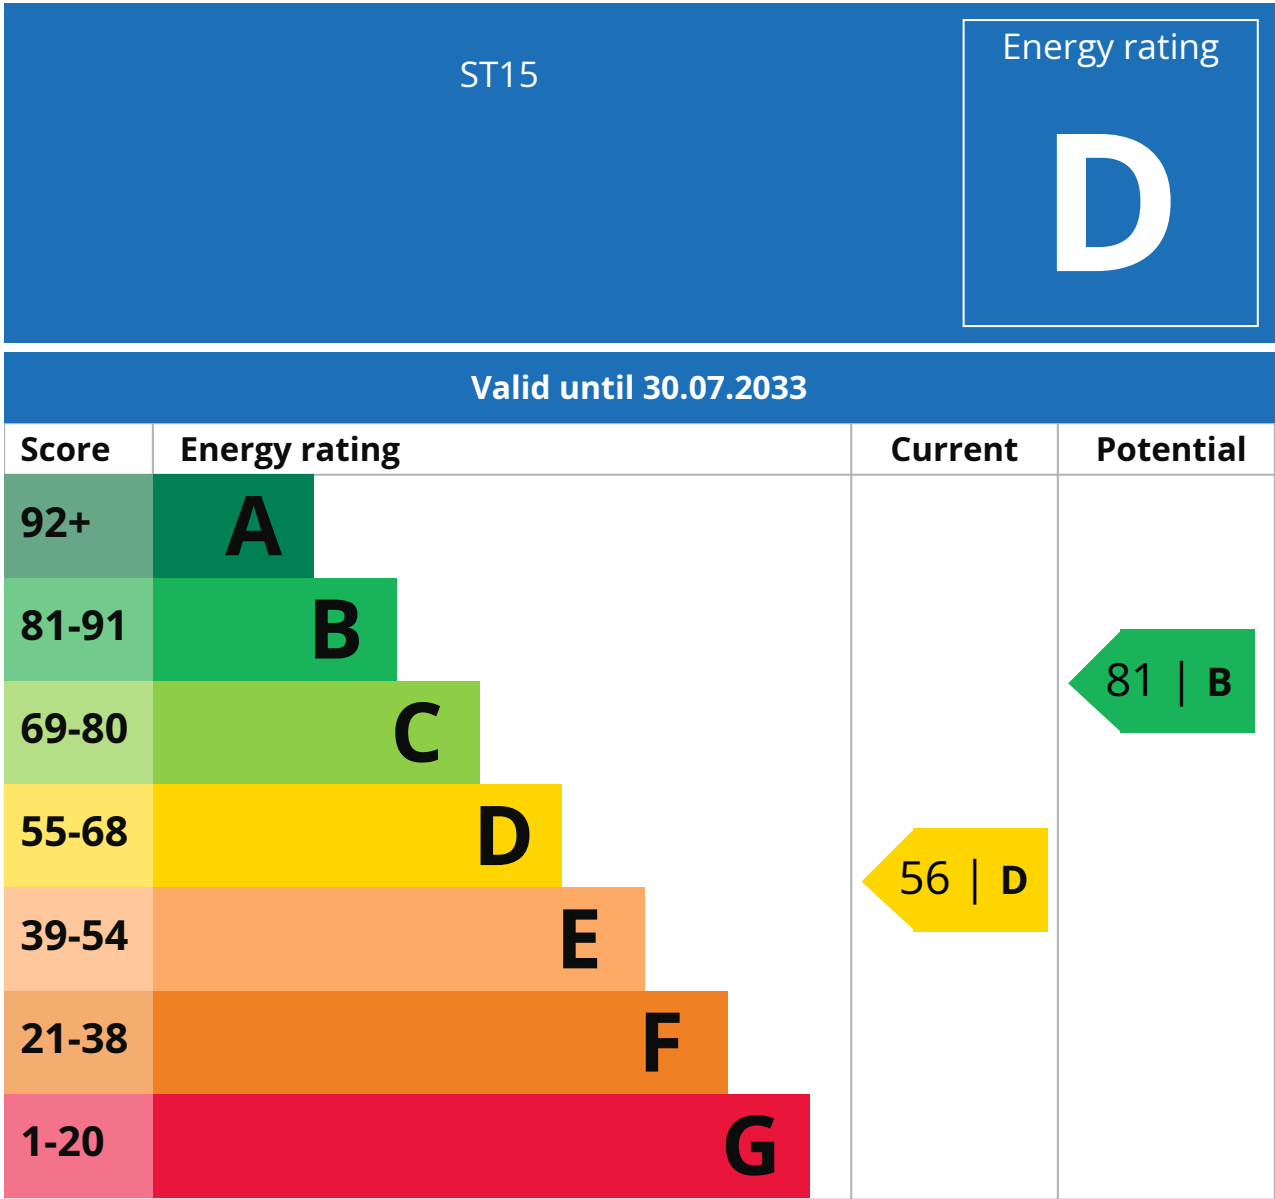 ST15
Energy rating
D
Valid until 30.07.2033
Score Energy rating Current Potential
92+ A
81-91 B
81 | B
69-80 C
55-68 D
56 | D
39-54 E
21-38 F
1-20 G